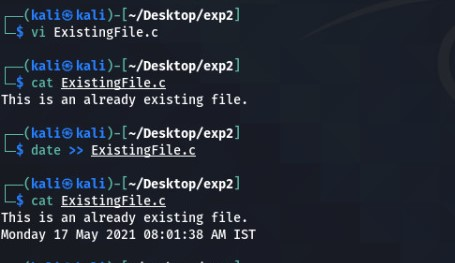 ┌──(kali㉿kali)-[~/Desktop/exp2]
└─$ vi ExistingFile.c
┌──(kali㉿kali)-[~/Desktop/exp2]
└─$ cat ExistingFile.c
This is an already existing file.
┌──(kali㉿kali)-[~/Desktop/exp2]
└─$ date >> ExistingFile.c
┌──(kali㉿kali)-[~/Desktop/exp2]
└─$ cat ExistingFile.c
This is an already existing file.
Monday 17 May 2021 08:01:38 AM IST